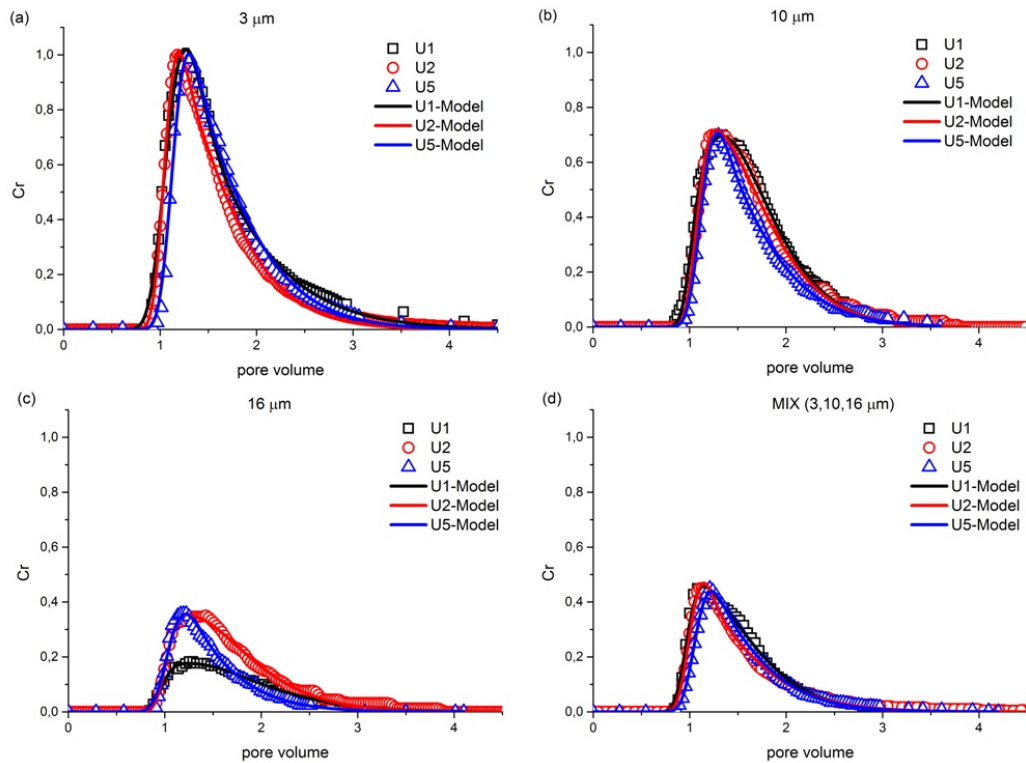 (a)
3 μm
1,0
0,8
0,6
0,4
0,2
0,0
Cr
U1
U2
U5
U1-Model
U2-Model
U5-Model
0
1
2
3
4
pore volume
(b)
10 μm
1,0
0,8
0,6
0,4
0,2
0,0
Cr
U1
U2
U5
U1-Model
U2-Model
U5-Model
0
1
2
3
4
pore volume
(c)
16 μm
1,0
0,8
0,6
0,4
0,2
0,0
Cr
U1
U2
U5
U1-Model
U2-Model
U5-Model
0
1
2
3
4
pore volume
(d)
MIX (3,10,16 μm)
1,0
0,8
0,6
0,4
0,2
0,0
Cr
U1
U2
U5
U1-Model
U2-Model
U5-Model
0
1
2
3
4
pore volume